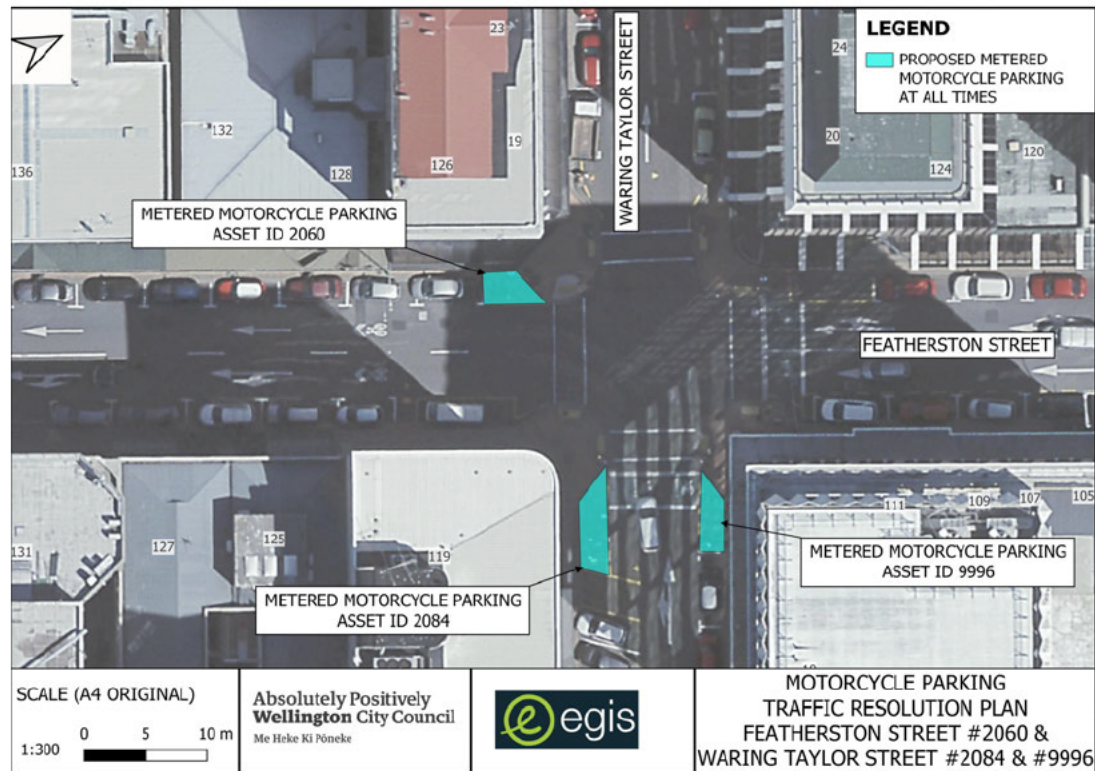 LEGEND
PROPOSED METERED
MOTORCYCLE PARKING
AT ALL TIMES
WARING TAYLOR STREET
23
24
132
19
20
136
126
120
128
124
METERED MOTORCYCLE PARKING
ASSET ID 2060
FEATHERSTON STREET
111
109
107
105
131
127
125
119
METERED MOTORCYCLE PARKING
ASSET ID 9996
METERED MOTORCYCLE PARKING
ASSET ID 2084
SCALE (A4 ORIGINAL)
0 5 10 m
1:300
Absolutely Positively
Wellington City Council
Me Heke Ki Pōneke
egis
MOTORCYCLE PARKING
TRAFFIC RESOLUTION PLAN
FEATHERSTON STREET #2060 &
WARING TAYLOR STREET #2084 & #9996